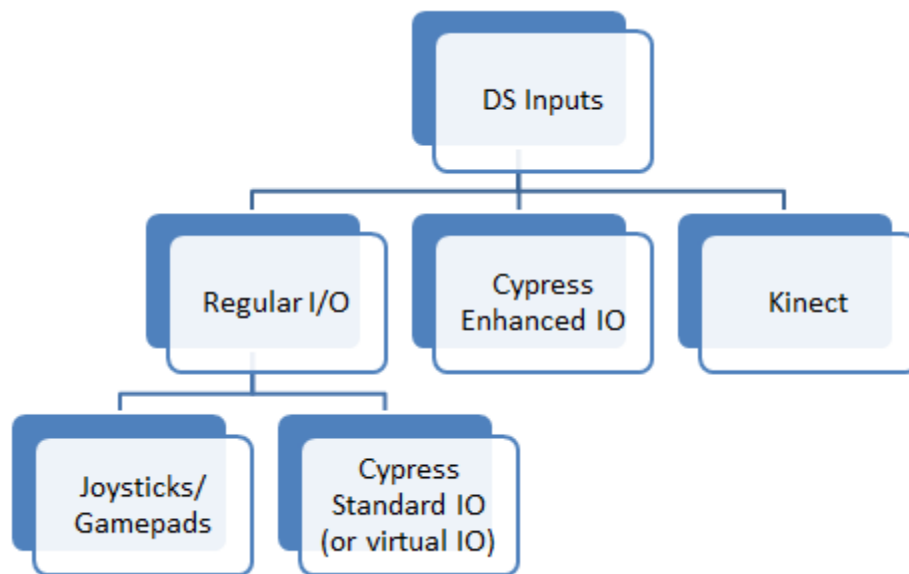 DS Inputs
Regular I/O
Cypress
Enhanced IO
Kinect
Joysticks/
Gamepads
Cypress
Standard IO
(or virtual IO)